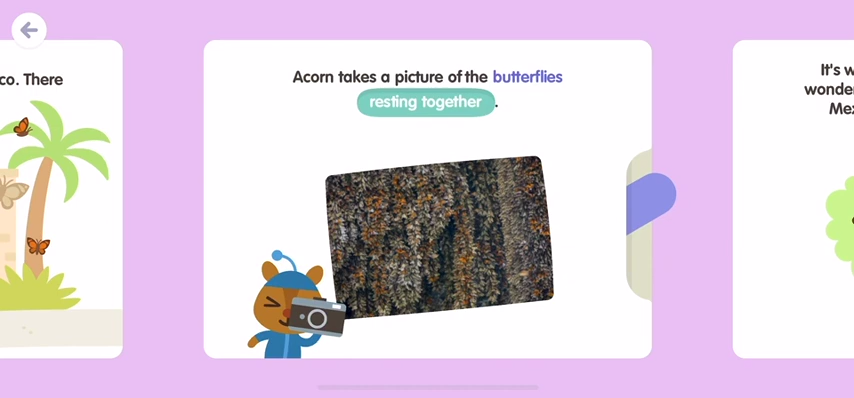 co. There
Acorn takes a picture of the butterflies
resting together.
It's w
wonder
Mex